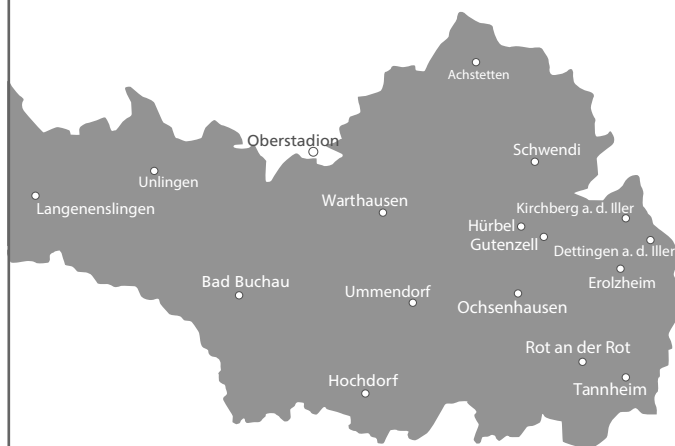 Achstetten
Oberstadion
Schwendi
Unlingen
Langenenslingen
Warthausen
Kirchberg a. d. Iller
Hürbel
Gutenzell
Dettingen a. d. Iller
Erolzheim
Bad Buchau
Ummendorf
Ochsenhausen
Rot an der Rot
Hochdorf
Tannheim